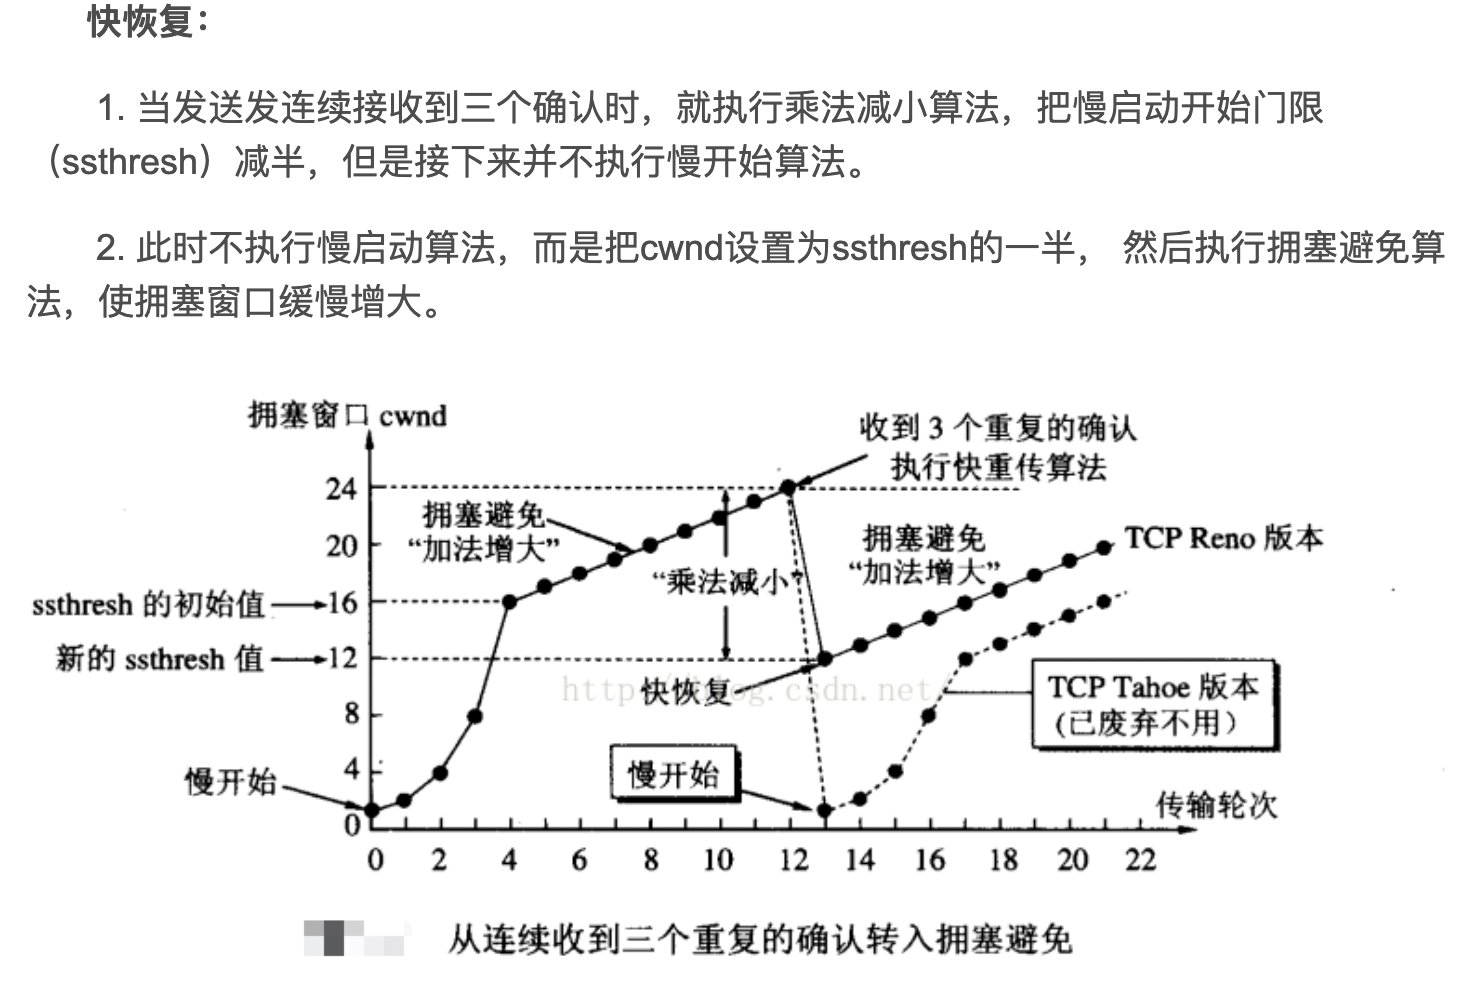 快恢复：
1. 当发送发连续接收到三个确认时，就执行乘法减小算法，把慢启动开始门限
（ssthresh）减半，但是接下来并不执行慢开始算法。
2. 此时不执行慢启动算法，而是把cwnd设置为ssthresh的一半， 然后执行拥塞避免算
法，使拥塞窗口缓慢增大。
拥塞窗口 cwnd
收到 3 个重复的确认
执行快重传算法
24
拥塞避免
“加法增大”
20
拥塞避免
“加法增大”
TCP Reno 版本
“乘法减小”
ssthresh 的初始值
16
新的 ssthresh 值
12
快恢复
http://blog.csdn.net/
TCP Tahoe 版本
(已废弃不用）
8
4
慢开始
慢开始
传输轮次
0
0 2 4 6 8 10 12 14 16 18 20 22
从连续收到三个重复的确认转入拥塞避免